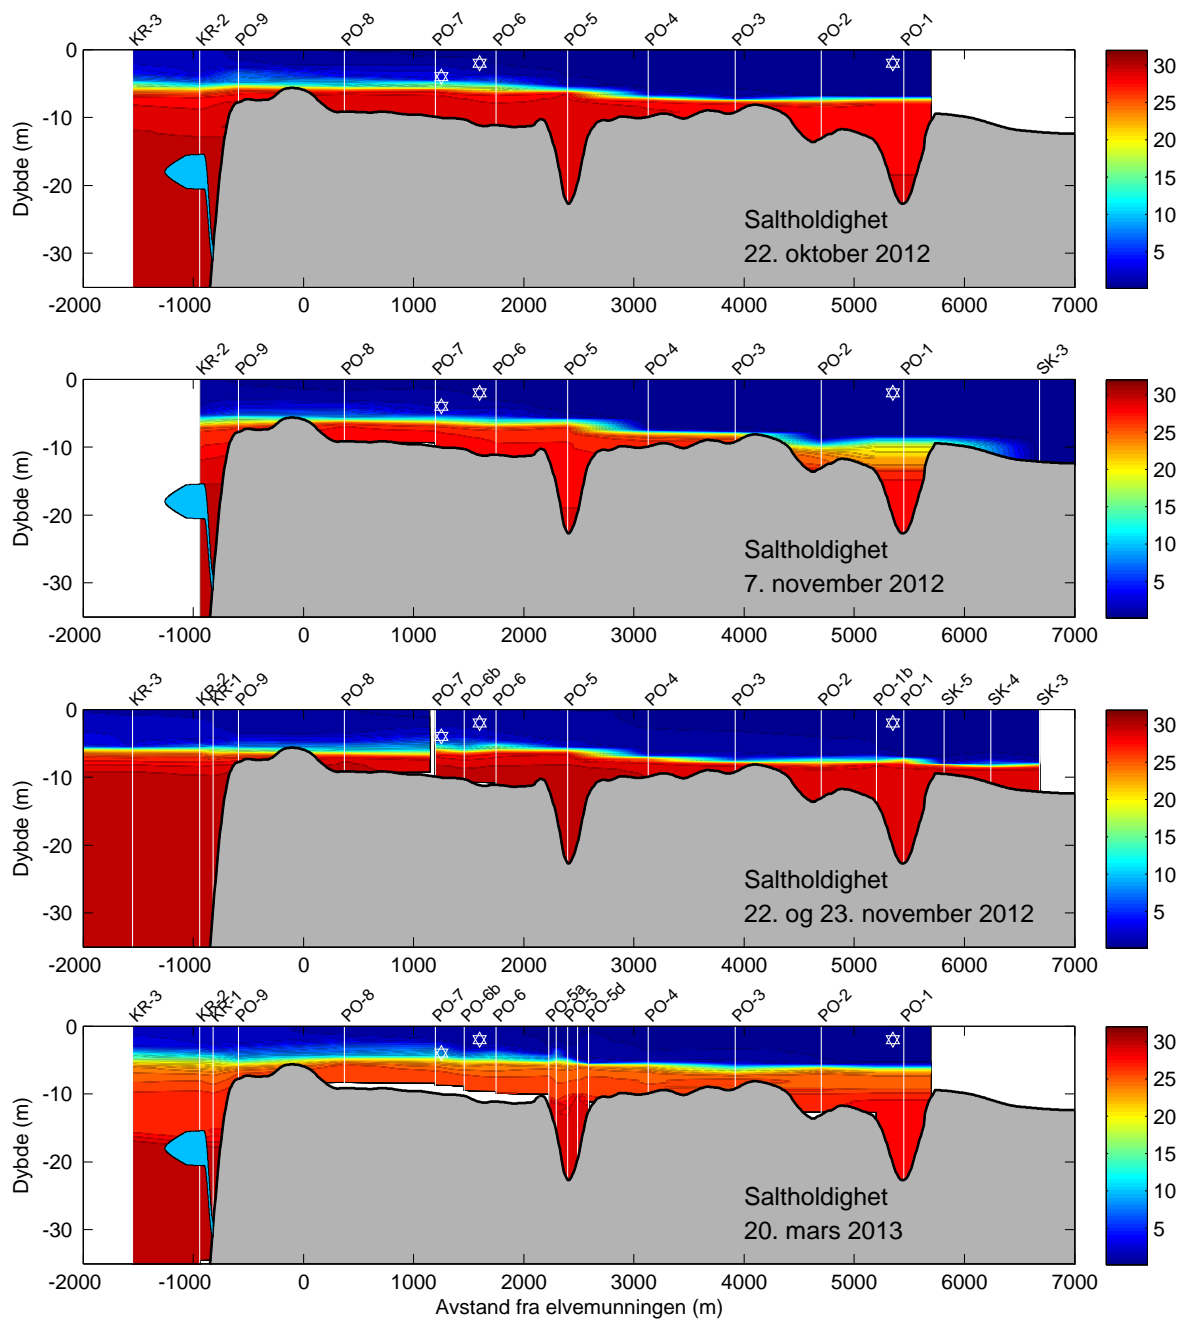 KR-3 KR-2 PO-9 PO-8 PO-7 PO-6 PO-5 PO-4 PO-3 PO-2 PO-1
0
-10
-20
-30
Dybde (m)
Saltholdighet
22. oktober 2012
-2000 -1000 0 1000 2000 3000 4000 5000 6000 7000
30
25
20
15
10
5
KR-2 PO-9 PO-8 PO-7 PO-6 PO-5 PO-4 PO-3 PO-2 PO-1 SK-3
0
-10
-20
-30
Dybde (m)
Saltholdighet
7. november 2012
-2000 -1000 0 1000 2000 3000 4000 5000 6000 7000
30
25
20
15
10
5
KR-3 KR-2 KR-1 PO-9 PO-8 PO-7 PO-6b PO-6 PO-5 PO-4 PO-3 PO-2 PO-1b PO-1 SK-5 SK-4 SK-3
0
-10
-20
-30
Dybde (m)
Saltholdighet
22. og 23. november 2012
-2000 -1000 0 1000 2000 3000 4000 5000 6000 7000
30
25
20
15
10
5
KR-3 KR-2 KR-1 PO-9 PO-8 PO-7 PO-6b PO-6 PO-5a PO-5 PO-5d PO-4 PO-3 PO-2 PO-1
0
-10
-20
-30
Dybde (m)
Saltholdighet
20. mars 2013
-2000 -1000 0 1000 2000 3000 4000 5000 6000 7000
Avstand fra elvemunningen (m)
30
25
20
15
10
5